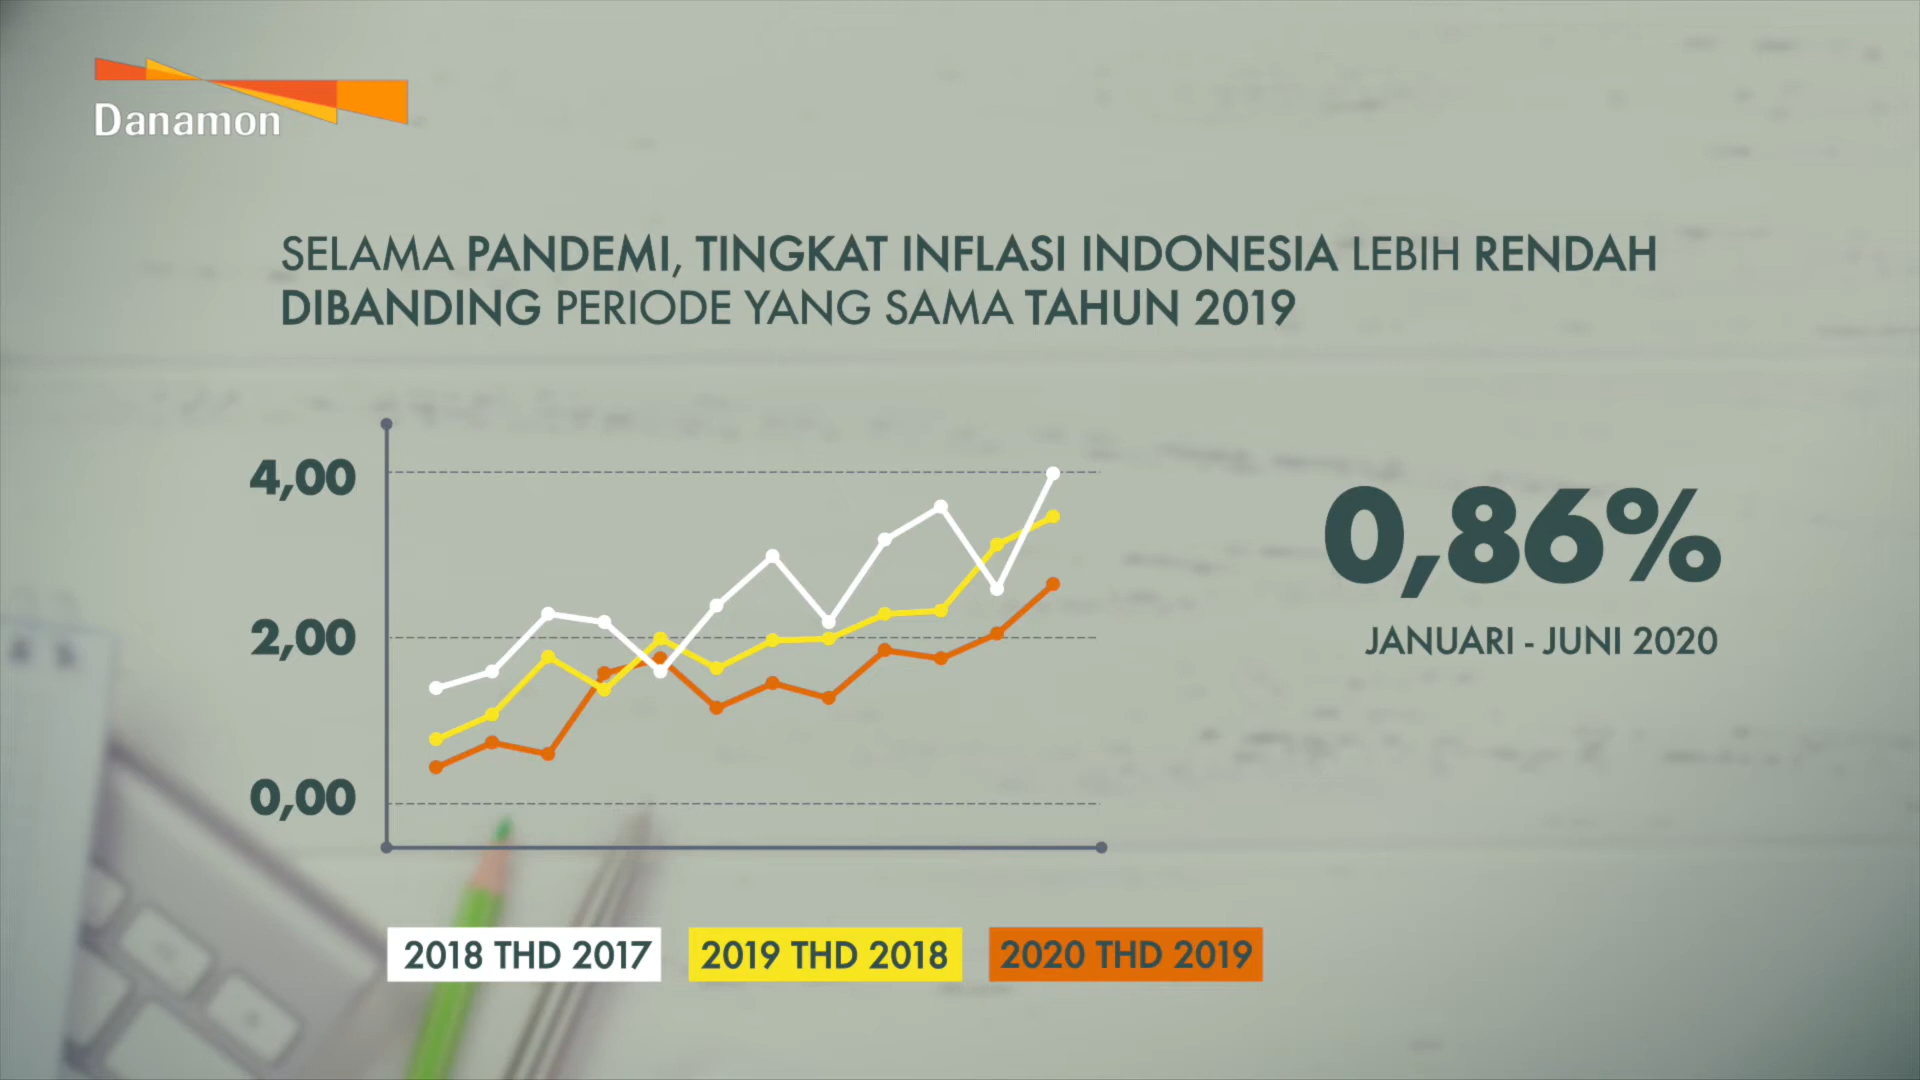 Danamon
SELAMA PANDEMI, TINGKAT INFLASI INDONESIA LEBIH RENDAH
DIBANDING PERIODE YANG SAMA TAHUN 2019
4,00
2,00
0,00
0,86%
JANUARI - JUNI 2020
2018 THD 2017
2019 THD 2018
2020 THD 2019